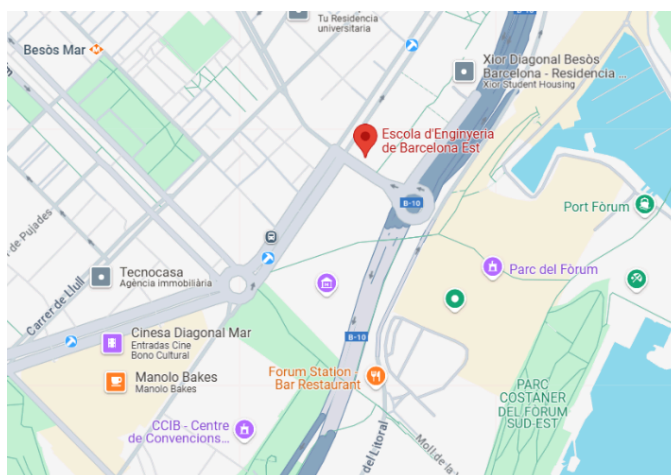 Tu Residencia
universitaria
Besòs Mar
Xior Diagonal Besòs
Barcelona - Residencia ...
Xior Student Housing
Escola d'Enginyeria
de Barcelona Est
B-10
Port Fòrum
de Pujades
Parc del Fòrum
Tecnocasa
Agència immobiliària
Carrer de Llull
Cinesa Diagonal Mar
Entradas Cine
Bono Cultural
B-10
Manolo Bakes
Manolo Bakes
Forum Station -
Bar Restaurant
PARC
COSTANER
DEL FÒRUM
SUD-EST
CCIB - Centre
de Convencions...
del Litoral
Moll de la